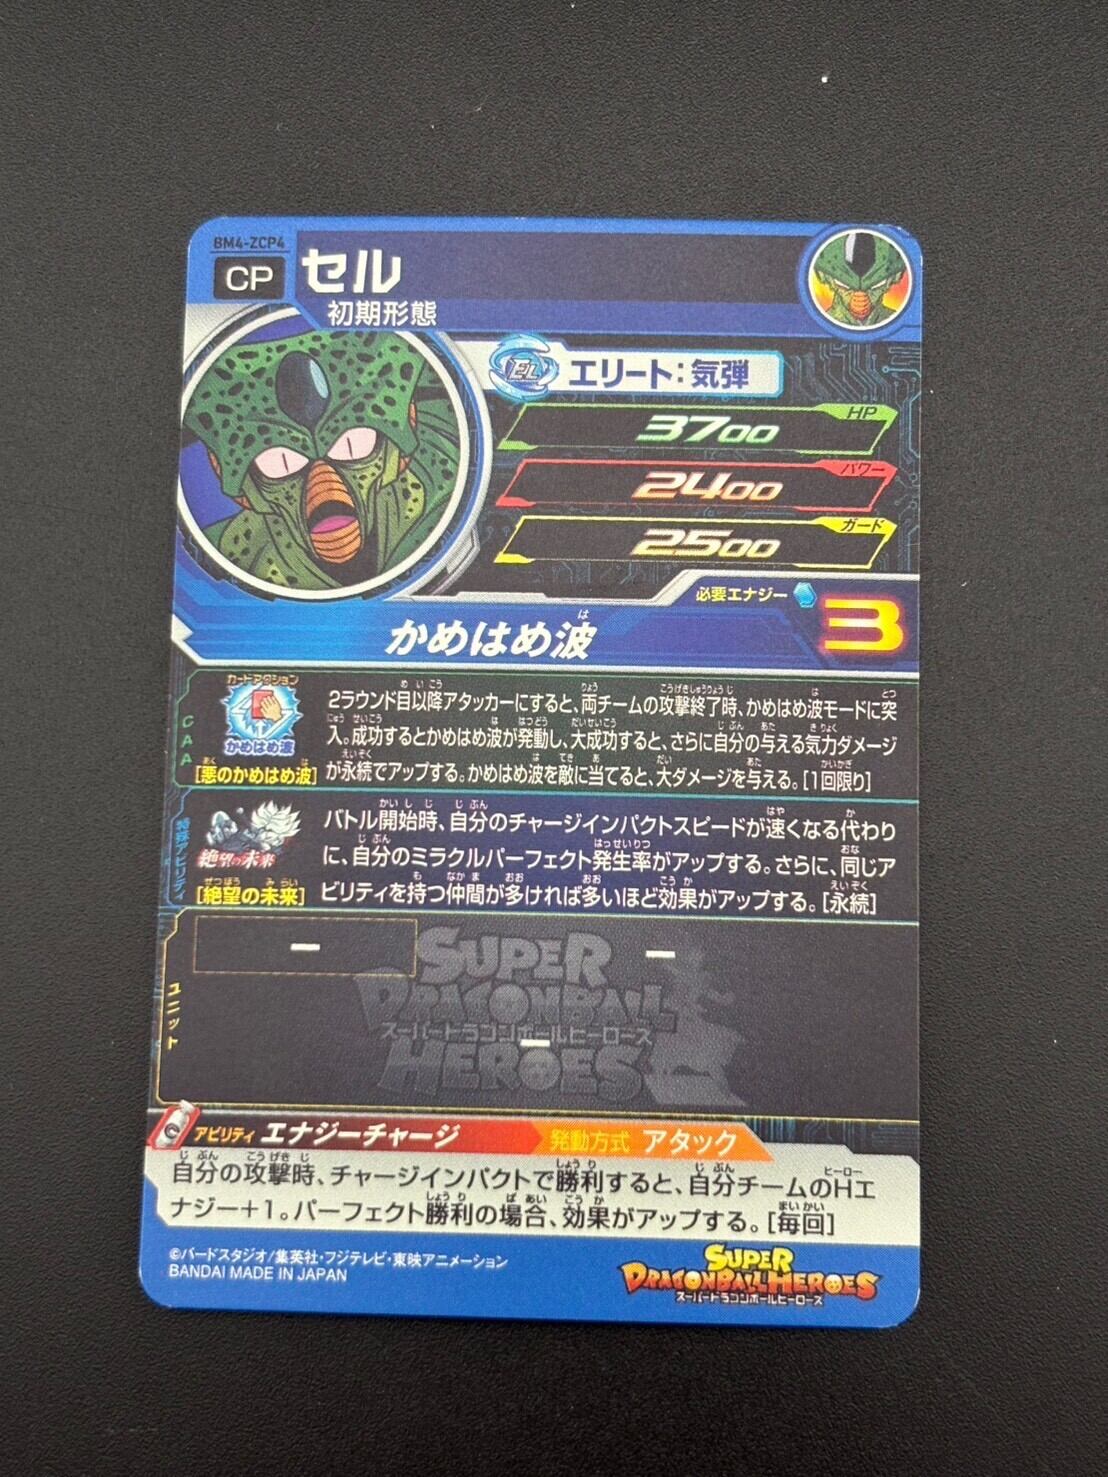 BM4-ZCP4
CP
セル
初期形態
EL
エリート:気弾
HP
3700
パワー
2400
ガード
2500
必要エナジー
3
かめはめ波
は
CAA
カードアクション
かめはめ波
[悪のかめはめ波]
2ラウンド目以降アタッカーにすると、両チームの攻撃終了時、かめはめ波モードに突
入。成功するとかめはめ波が発動し、大成功すると、さらに自分の与える気力ダメージ
が永続でアップする。かめはめ波を敵に当てると、大ダメージを与える。[1回限り]
特殊アビリティ
絶望の未来
[絶望の未来]
バトル開始時、自分のチャージインパクトスピードが速くなる代わり
に、自分のミラクルパーフェクト発生率がアップする。さらに、同じア
ビリティを持つ仲間が多ければ多いほど効果がアップする。[永続]
ユニット
ー
ー
ー
SUPER
DRAGONBALL
スーパードラゴンボールヒーローズ
HEROES
アビリティ エナジーチャージ 発動方式 アタック
自分の攻撃時、チャージインパクトで勝利すると、自分チームのHエ
ナジー+1。パーフェクト勝利の場合、効果がアップする。[毎回]
©バードスタジオ/集英社・フジテレビ・東映アニメーション
BANDAI MADE IN JAPAN
SUPER
DRAGONBALL HEROES
スーパードラゴンボールヒーローズ